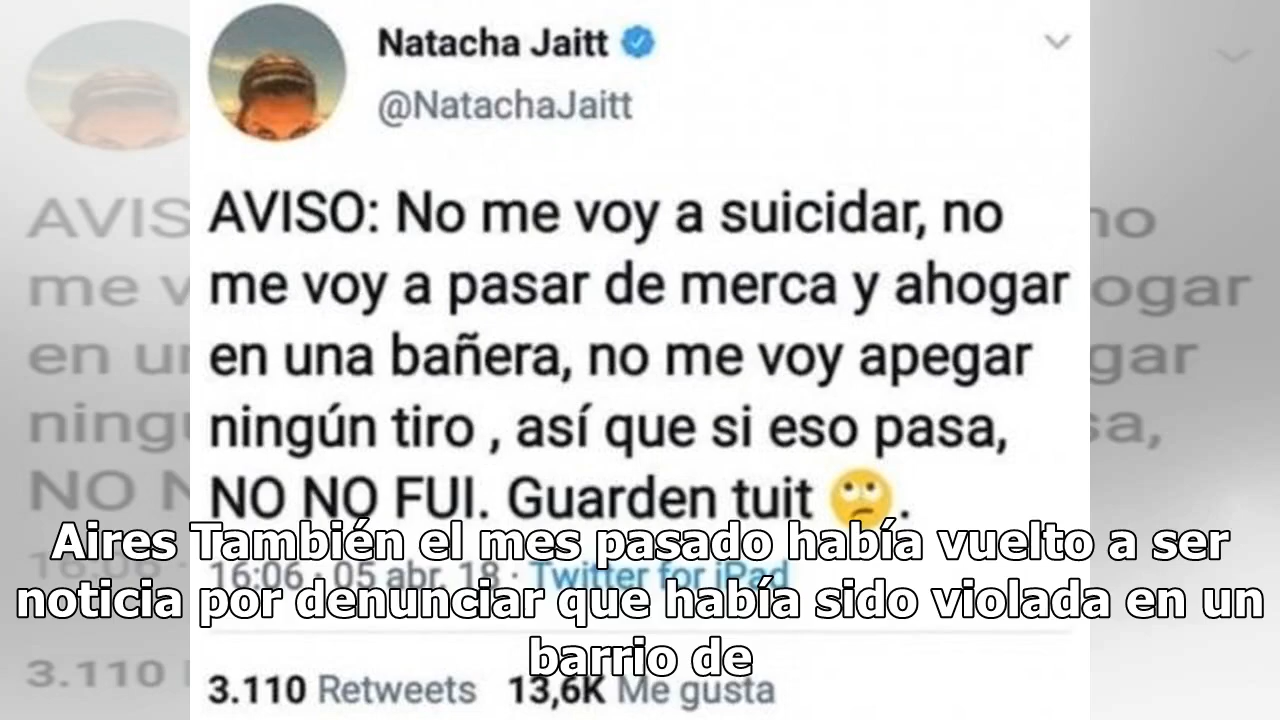 Natacha Jaitt
@NatachaJaitt
AVISO: No me voy a suicidar, no
me voy a pasar de merca y ahogar
en una bañera, no me voy apegar
ningún tiro , así que si eso pasa,
NO NO FUI. Guarden tuit 🙄.
16:06 · 05 abr. 18 · Twitter for iPad
Aires También el mes pasado había vuelto a ser
noticia por denunciar que había sido violada en un
barrio de
3.110 Retweets 13,6K Me gusta